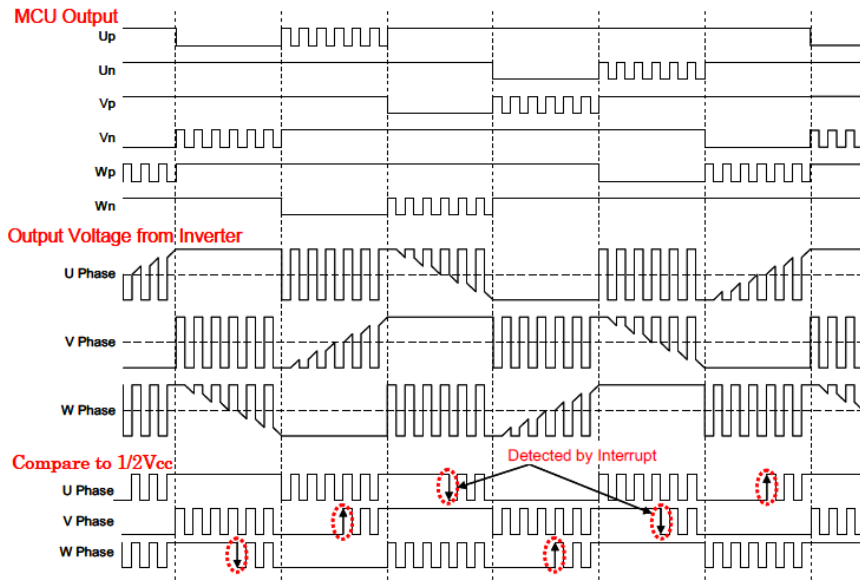 MCU Output
Up
Un
Vp
Vn
Wp
Wn
Output Voltage from Inverter
U Phase
V Phase
W Phase
Compare to 1/2Vcc
Detected by Interrupt
U Phase
V Phase
W Phase